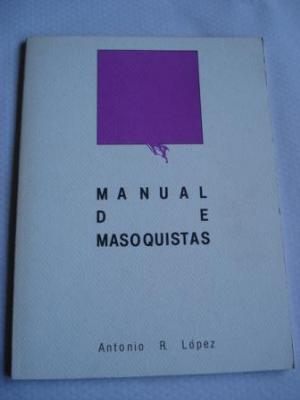 MANUAL
D E
MASOQUISTAS
Antonio R. López